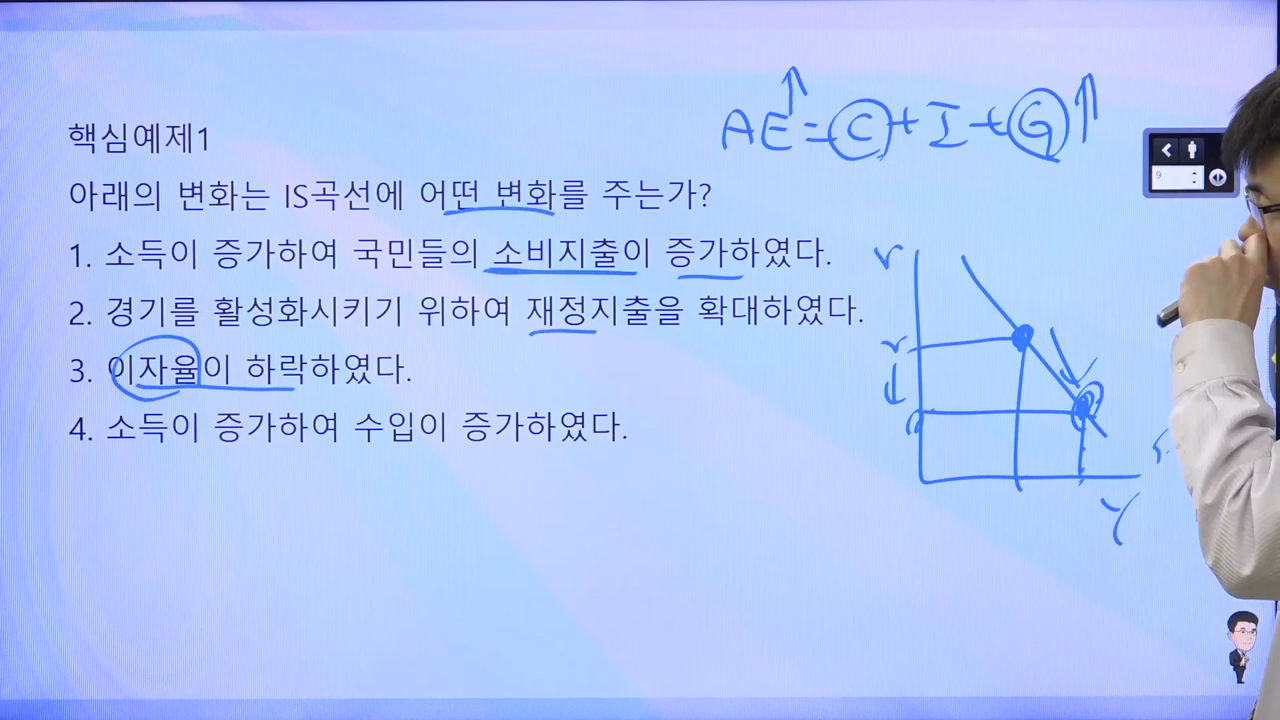 AE↑=C+I+G↑
핵심예제1
아래의 변화는 IS곡선에 어떤 변화를 주는가?
1. 소득이 증가하여 국민들의 소비지출이 증가하였다.
2. 경기를 활성화시키기 위하여 재정지출을 확대하였다.
3. 이자율이 하락하였다.
4. 소득이 증가하여 수입이 증가하였다.
r
r
Y
9